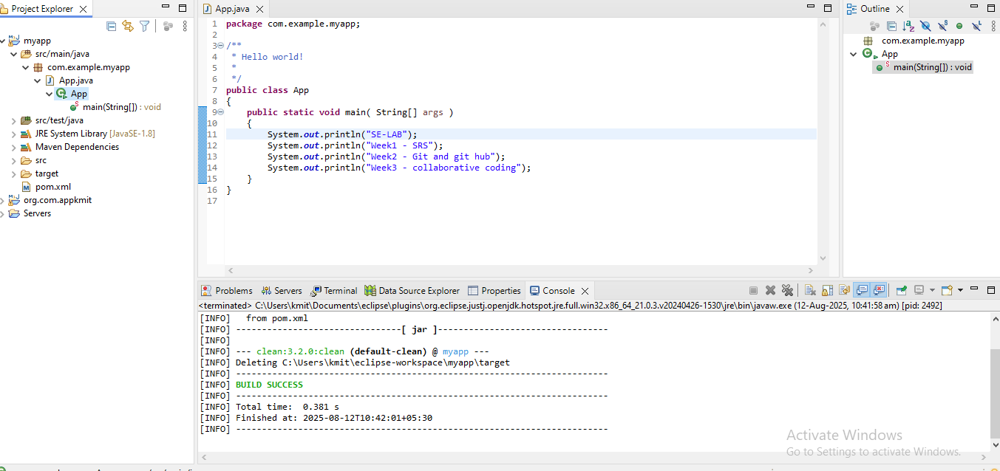 Project Explorer
myapp
src/main/java
com.example.myapp
App.java
App
main(String[]) : void
src/test/java
JRE System Library [JavaSE-1.8]
Maven Dependencies
src
target
pom.xml
org.com.appkmit
Servers
App.java
1 package com.example.myapp;
2
3 /**
4  * Hello world!
5  *
6  */
7 public class App
8 {
9     public static void main( String[] args )
10     {
11         System.out.println("SE-LAB");
12         System.out.println("Week1 - SRS");
13         System.out.println("Week2 - Git and git hub");
14         System.out.println("Week3 - collaborative coding");
15     }
16 }
17
Outline
com.example.myapp
App
main(String[]) : void
Problems Servers Terminal Data Source Explorer Properties Console
<terminated> C:\Users\kmit\Documents\eclipse\plugins\org.eclipse.justj.openjdk.hotspot.jre.full.win32.x86_64_21.0.3.v20240426-1530\jre\bin\javaw.exe (12-Aug-2025, 10:41:58 am) [pid: 2492]
[INFO]   from pom.xml
[INFO] --------------------------------[ jar ]---------------------------------
[INFO]
[INFO] --- clean:3.2.0:clean (default-clean) @ myapp ---
[INFO] Deleting C:\Users\kmit\eclipse-workspace\myapp\target
[INFO] ------------------------------------------------------------------------
[INFO] BUILD SUCCESS
[INFO] ------------------------------------------------------------------------
[INFO] Total time:  0.381 s
[INFO] Finished at: 2025-08-12T10:42:01+05:30
[INFO] ------------------------------------------------------------------------
Activate Windows
Go to Settings to activate Windows.